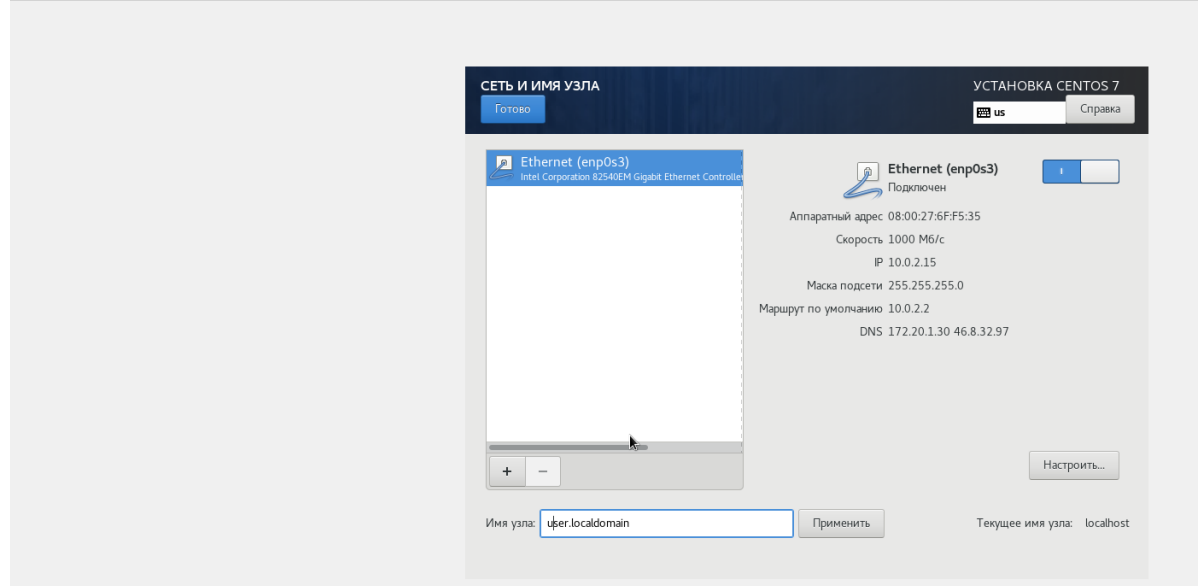 СЕТЬ И ИМЯ УЗЛА
Готово
УСТАНОВКА CENTOS 7
us
Справка
Ethernet (enp0s3)
Intel Corporation 82540EM Gigabit Ethernet Controller
Ethernet (enp0s3)
Подключен
Аппаратный адрес 08:00:27:6F:F5:35
Скорость 1000 Мб/с
IP 10.0.2.15
Маска подсети 255.255.255.0
Маршрут по умолчанию 10.0.2.2
DNS 172.20.1.30 46.8.32.97
+ −
Настроить...
Имя узла: user.localdomain Применить Текущее имя узла: localhost